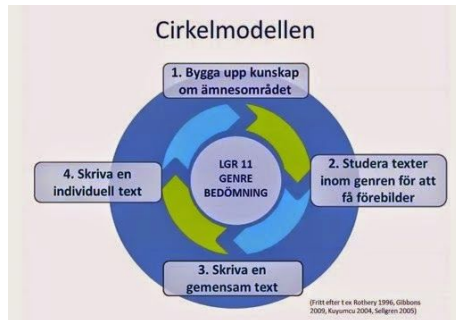 Cirkelmodellen
1. Bygga upp kunskap
om ämnesområdet
2. Studera texter
inom genren för att
få förebilder
3. Skriva en
gemensam text
4. Skriva en
individuell text
LGR 11
GENRE
BEDÖMNING
(Fritt efter t ex Rothery 1996, Gibbons
2009, Kuyumcu 2004, Sellgren 2005)